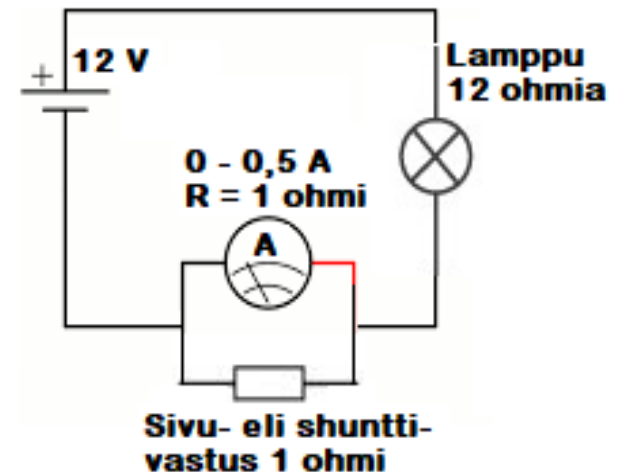 + 12 V
Lamppu
12 ohmia
0 - 0,5 A
R = 1 ohmi
A
Sivu- eli shuntti-
vastus 1 ohmi